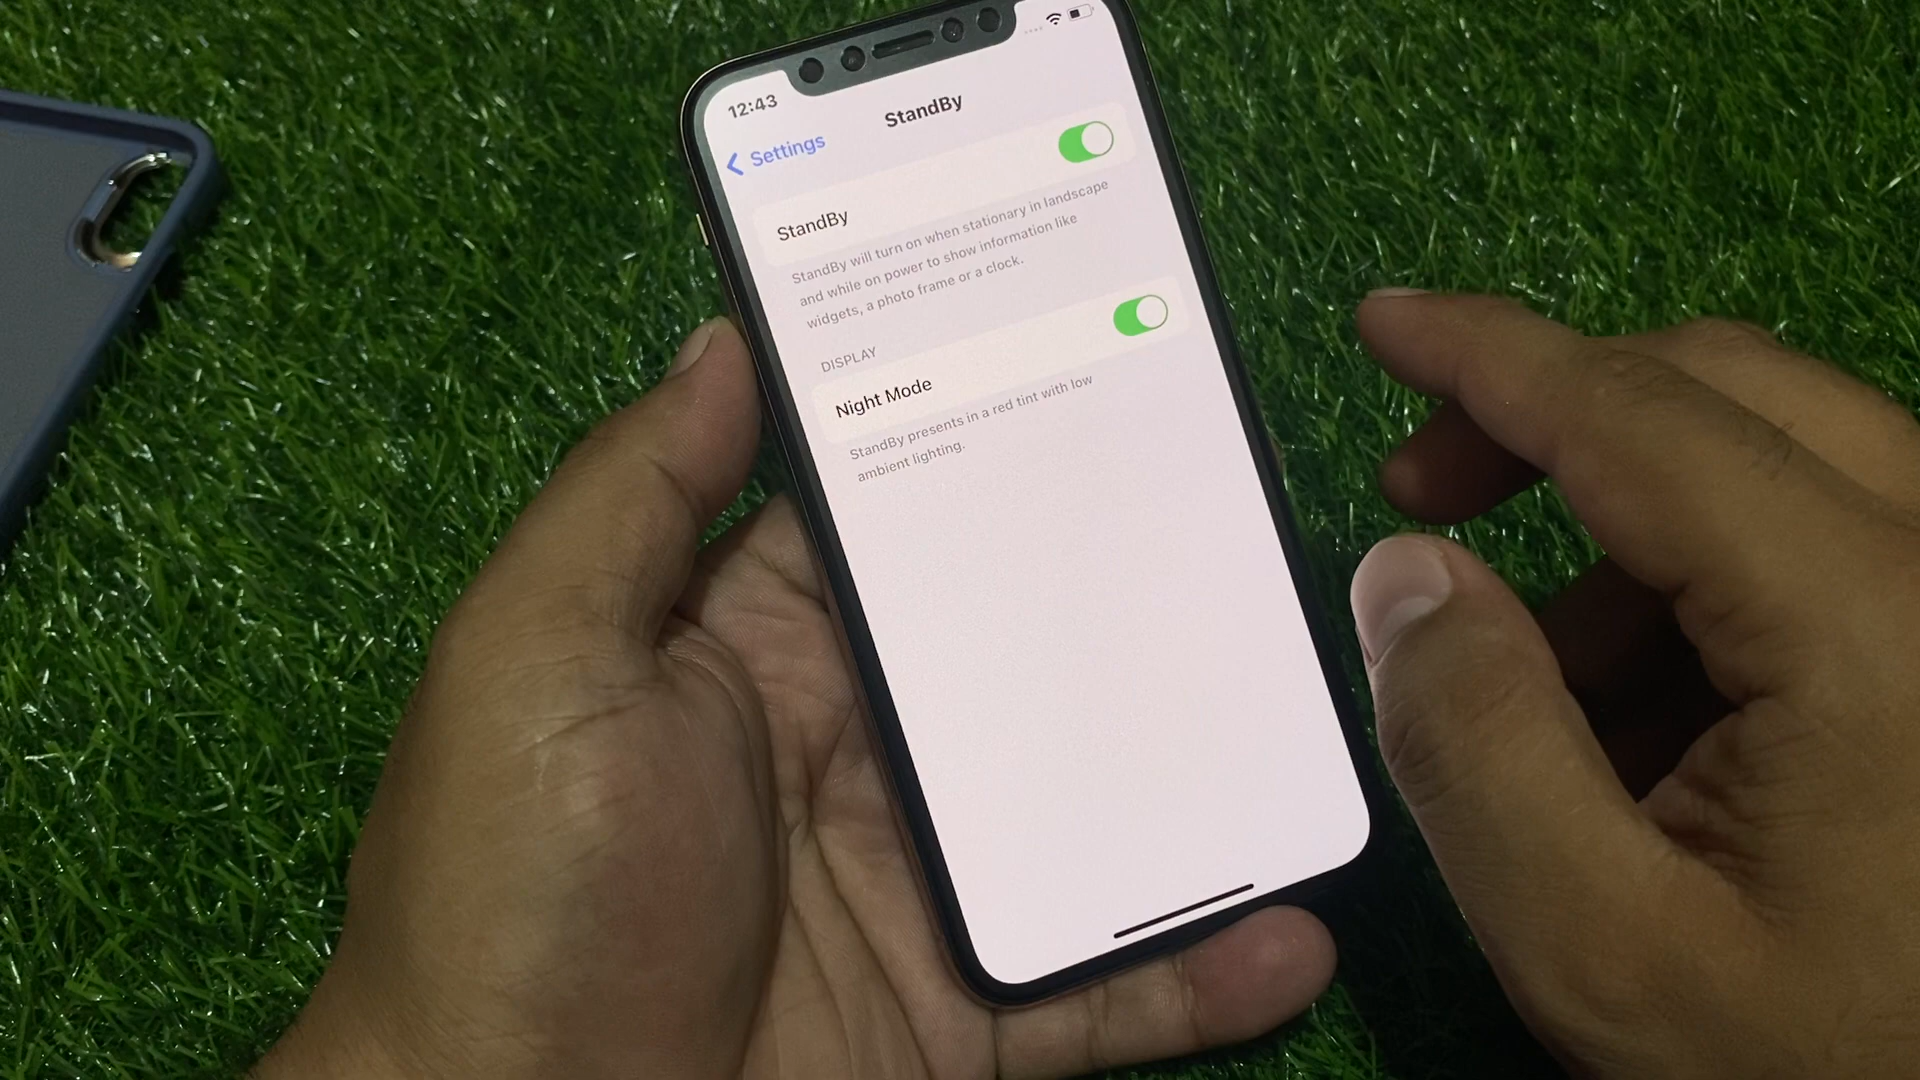 12:43
Settings
StandBy
StandBy
StandBy will turn on when stationary in landscape
and while on power to show information like
widgets, a photo frame or a clock.
DISPLAY
Night Mode
StandBy presents in a red tint with low
ambient lighting.